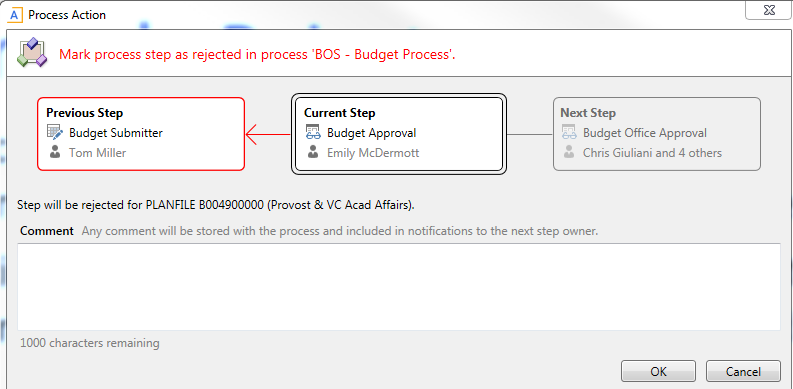 A Process Action
Mark process step as rejected in process 'BOS - Budget Process'.
Previous Step
Budget Submitter
Tom Miller
Current Step
Budget Approval
Emily McDermott
Next Step
Budget Office Approval
Chris Giuliani and 4 others
Step will be rejected for PLANFILE B004900000 (Provost & VC Acad Affairs).
Comment Any comment will be stored with the process and included in notifications to the next step owner.
1000 characters remaining
OK
Cancel